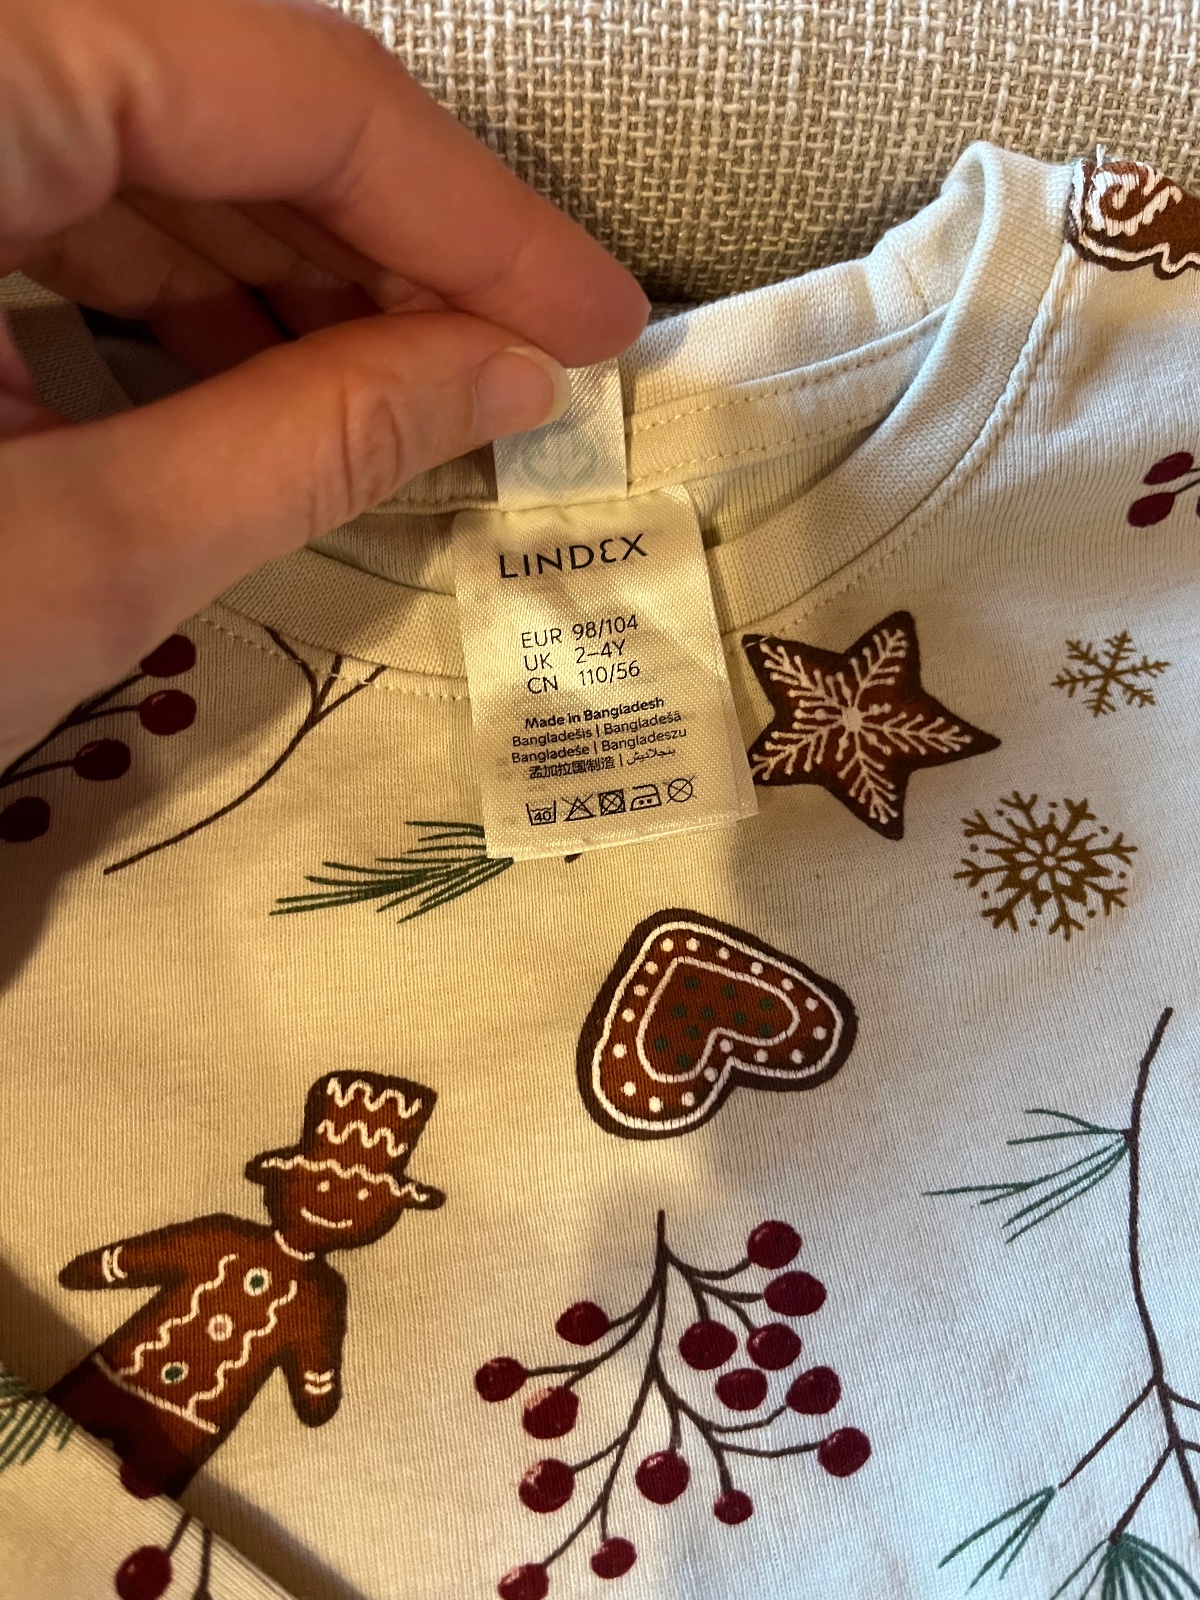 LINDEX
EUR 98/104
UK 2–4Y
CN 110/56
Made in Bangladesh
Bangladešis | Bangladešā
Bangladeše | Bangladeszu
孟加拉国制造 | بنجلاديش
40